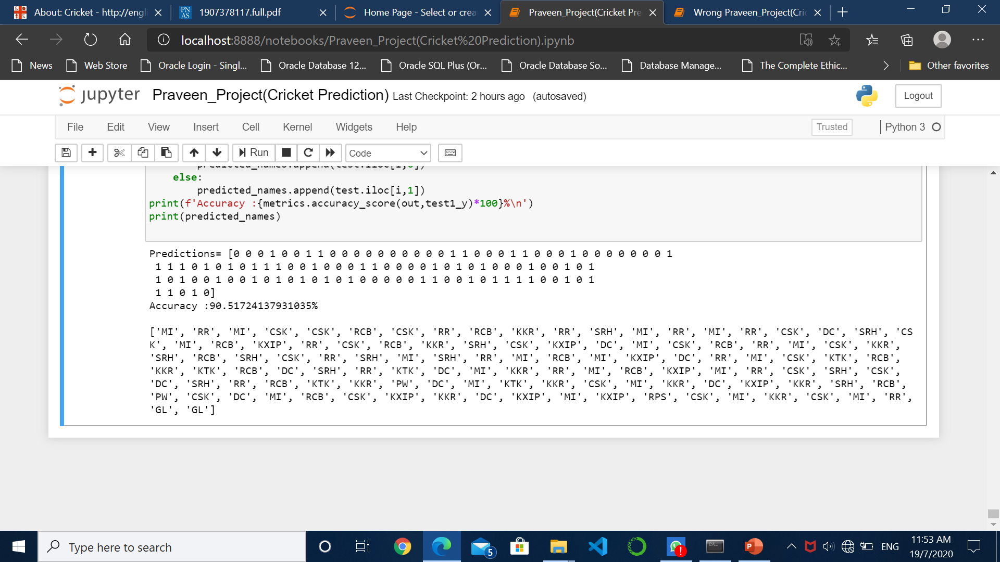 About: Cricket - http://engli
1907378117.full.pdf
Home Page - Select or crea
Praveen_Project(Cricket Pre
Wrong Praveen_Project(Cric
localhost:8888/notebooks/Praveen_Project(Cricket%20Prediction).ipynb
News
Web Store
Oracle Login - Singl...
Oracle Database 12...
Oracle SQL Plus (Or...
Oracle Database So...
Database Manage...
The Complete Ethic...
Other favorites
jupyter Praveen_Project(Cricket Prediction) Last Checkpoint: 2 hours ago (autosaved)
Logout
File Edit View Insert Cell Kernel Widgets Help
Trusted
Python 3
Run
Code
predicted_names.append(test.iloc[i,0])
else:
predicted_names.append(test.iloc[i,1])
print(f'Accuracy :{metrics.accuracy_score(out,test1_y)*100}%\n')
print(predicted_names)
Predictions= [0 0 0 1 0 0 1 1 0 0 0 0 0 0 0 0 0 0 1 1 0 0 0 1 1 0 0 0 1 0 0 0 0 0 0 0 1
1 1 1 0 1 0 1 0 1 1 1 0 0 1 0 0 0 1 1 0 0 0 0 1 0 1 0 1 0 0 0 1 0 0 1 0 1
1 0 1 0 0 1 0 0 1 0 1 0 1 0 1 0 1 0 0 0 0 0 1 1 0 0 1 0 1 1 1 1 0 0 1 0 1
1 1 0 1 0]
Accuracy :90.517241379310​35%
['MI', 'RR', 'MI', 'CSK', 'CSK', 'RCB', 'CSK', 'RR', 'RCB', 'KKR', 'RR', 'SRH', 'MI', 'RR', 'MI', 'RR', 'CSK', 'DC', 'SRH', 'CS
K', 'MI', 'RCB', 'KXIP', 'RR', 'CSK', 'RCB', 'KKR', 'SRH', 'CSK', 'KXIP', 'DC', 'MI', 'CSK', 'RCB', 'RR', 'MI', 'CSK', 'KKR',
'SRH', 'RCB', 'SRH', 'CSK', 'RR', 'SRH', 'MI', 'SRH', 'RR', 'MI', 'RCB', 'MI', 'KXIP', 'DC', 'RR', 'MI', 'CSK', 'KTK', 'RCB',
'KKR', 'KTK', 'RCB', 'DC', 'SRH', 'RR', 'KTK', 'DC', 'MI', 'KKR', 'RR', 'MI', 'RCB', 'KXIP', 'MI', 'RR', 'CSK', 'SRH', 'CSK',
'DC', 'SRH', 'RR', 'RCB', 'KTK', 'KKR', 'PW', 'DC', 'MI', 'KTK', 'KKR', 'CSK', 'MI', 'KKR', 'DC', 'KXIP', 'KKR', 'SRH', 'RCB',
'PW', 'CSK', 'DC', 'MI', 'RCB', 'CSK', 'KXIP', 'KKR', 'DC', 'KXIP', 'MI', 'KXIP', 'RPS', 'CSK', 'MI', 'KKR', 'CSK', 'MI', 'RR',
'GL', 'GL']
Type here to search
5
ENG
11:53 AM
19/7/2020